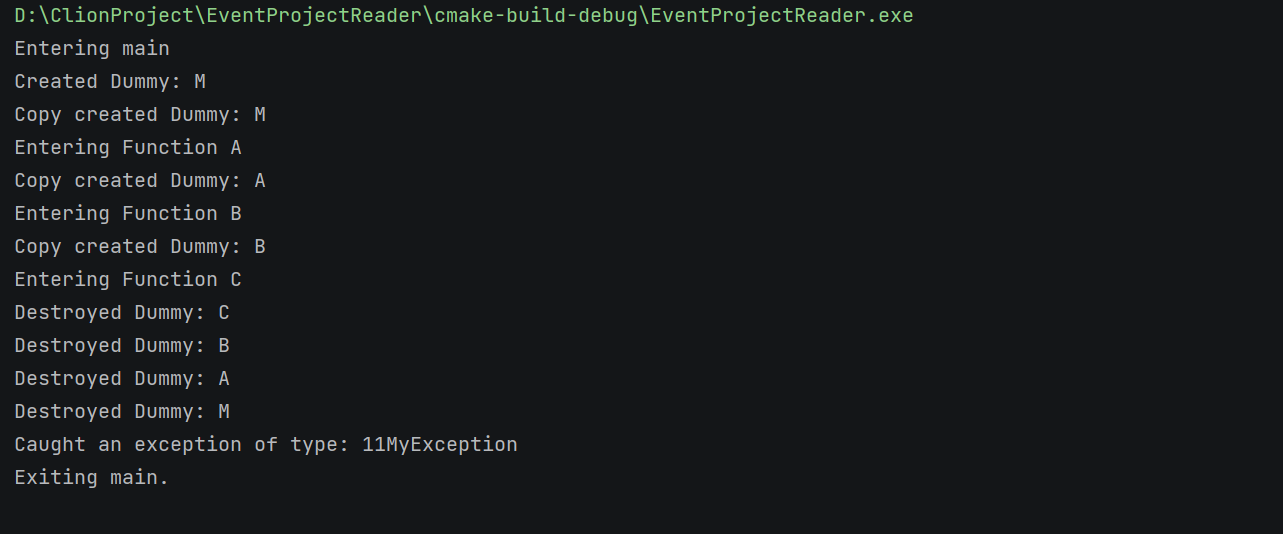 D:\ClionProject\EventProjectReader\cmake-build-debug\EventProjectReader.exe
Entering main
Created Dummy: M
Copy created Dummy: M
Entering Function A
Copy created Dummy: A
Entering Function B
Copy created Dummy: B
Entering Function C
Destroyed Dummy: C
Destroyed Dummy: B
Destroyed Dummy: A
Destroyed Dummy: M
Caught an exception of type: 11MyException
Exiting main.